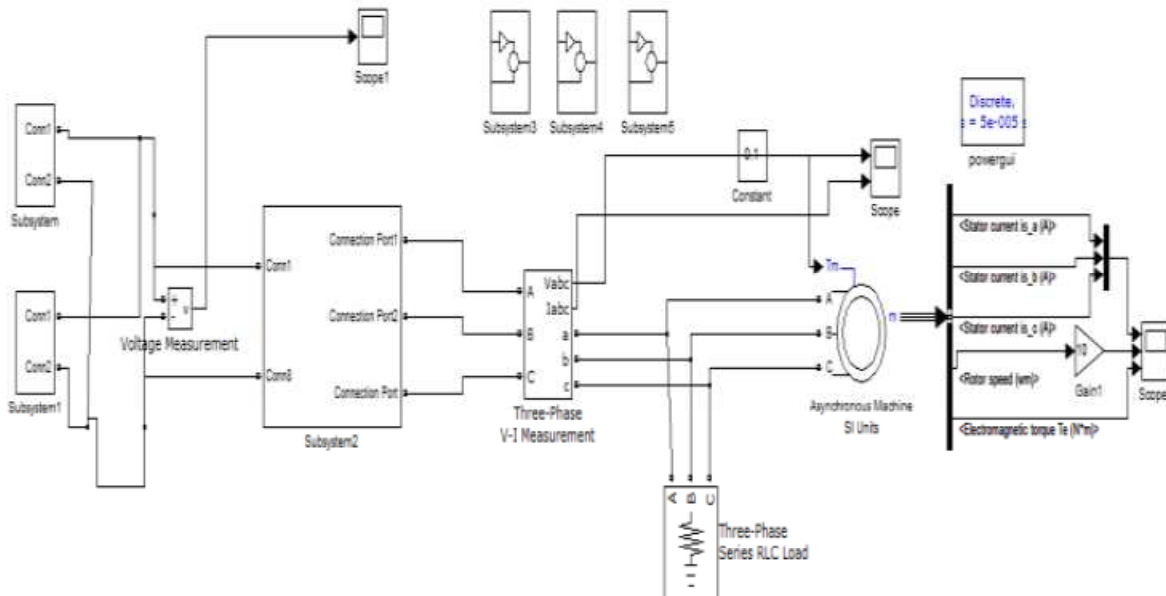 Scope1
Subsystem3
Subsystem4
Subsystem5
Discrete,
s = 5e-005 s
powergui
Conn1
Conn2
Subsystem
0.1
Constant
Scope
Conn1
Conn8
Connection Port1
Connection Port2
Connection Port
Subsystem2
Vabc
Iabc
A
B
C
a
b
c
Three-Phase
V-I Measurement
Tm
A
B
C
m
Asynchronous Machine
SI Units
<Stator current is_a (A)>
<Stator current is_b (A)>
<Stator current is_c (A)>
<Rotor speed (wm)>
<Electromagnetic torque Te (N*m)>
Gain1
Scope
+
-
v
Voltage Measurement
Conn1
Conn2
Subsystem1
A
B
C
Three-Phase
Series RLC Load